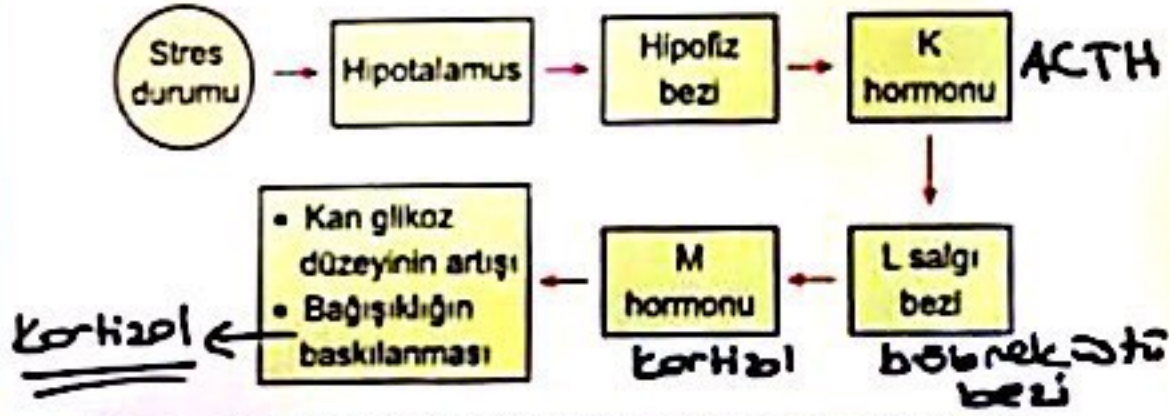 Stres
durumu
Hipotalamus
Hipofiz
bezi
K
hormonu
ACTH
• Kan glikoz
düzeyinin artışı
• Bağışıklığın
baskılanması
M
hormonu
L salgı
bezi
kortizol
kortizol
böbreküstü
bezi